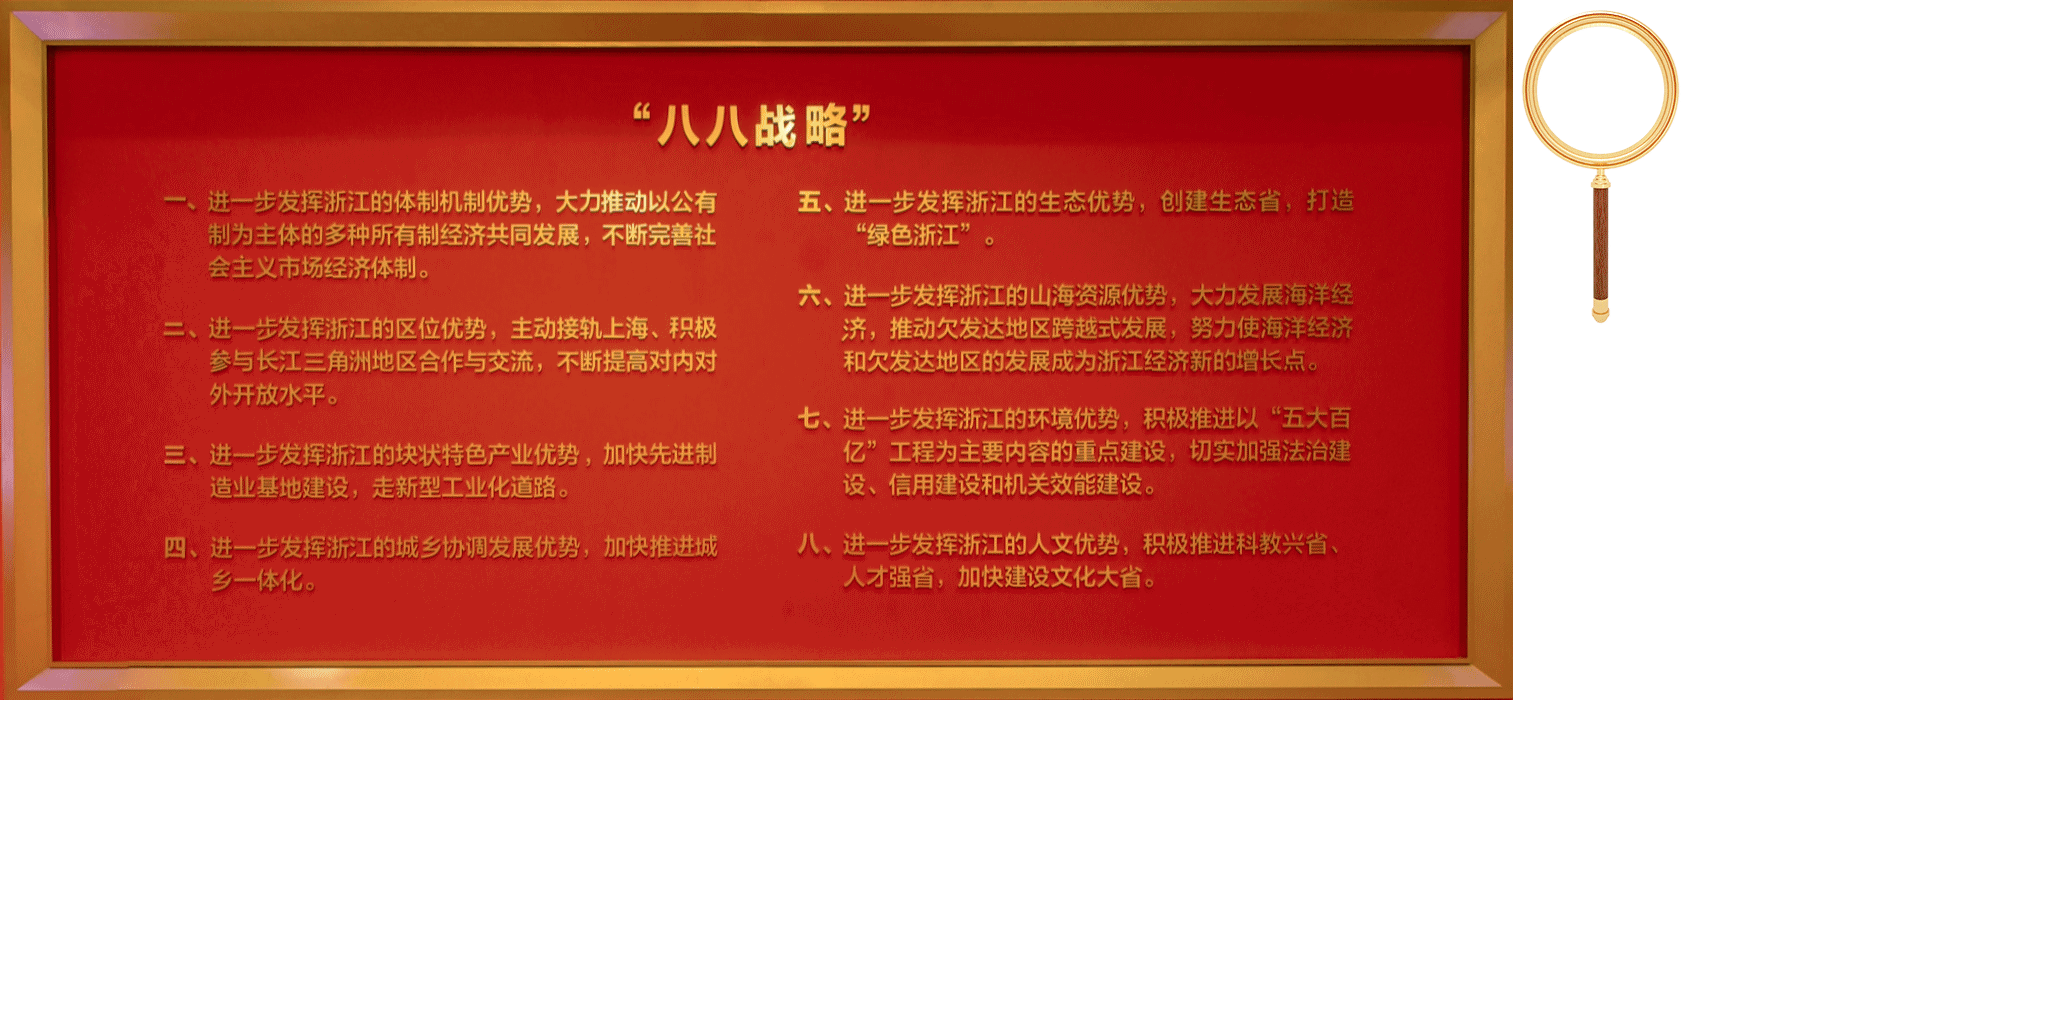 “八八战略”
一、进一步发挥浙江的体制机制优势，大力推动以公有
制为主体的多种所有制经济共同发展，不断完善社
会主义市场经济体制。
二、进一步发挥浙江的区位优势，主动接轨上海、积极
参与长江三角洲地区合作与交流，不断提高对内对
外开放水平。
三、进一步发挥浙江的块状特色产业优势，加快先进制
造业基地建设，走新型工业化道路。
四、进一步发挥浙江的城乡协调发展优势，加快推进城
乡一体化。
五、进一步发挥浙江的生态优势，创建生态省，打造
“绿色浙江”。
六、进一步发挥浙江的山海资源优势，大力发展海洋经
济，推动欠发达地区跨越式发展，努力使海洋经济
和欠发达地区的发展成为浙江经济新的增长点。
七、进一步发挥浙江的环境优势，积极推进以“五大百
亿”工程为主要内容的重点建设，切实加强法治建
设、信用建设和机关效能建设。
八、进一步发挥浙江的人文优势，积极推进科教兴省、
人才强省，加快建设文化大省。